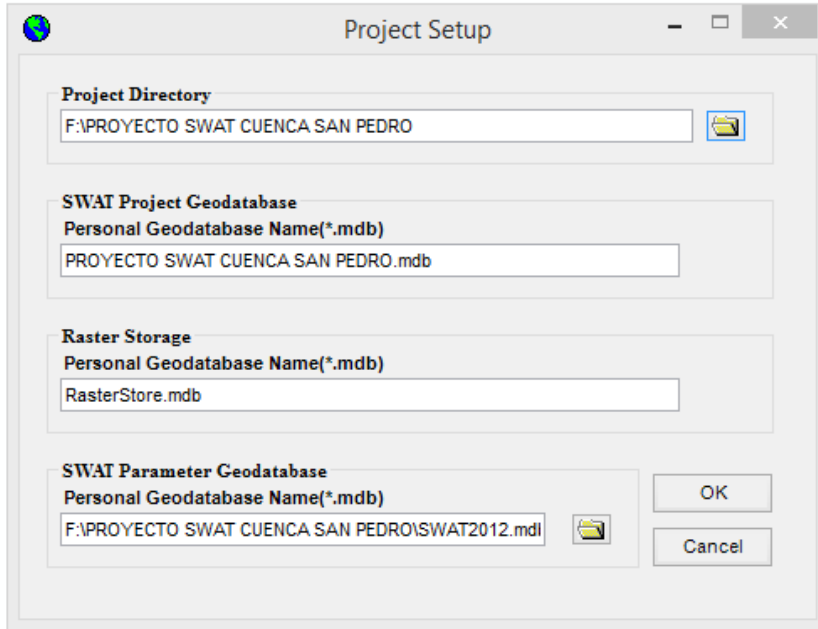 Project Setup
Project Directory
F:\PROYECTO SWAT CUENCA SAN PEDRO
SWAT Project Geodatabase
Personal Geodatabase Name(*.mdb)
PROYECTO SWAT CUENCA SAN PEDRO.mdb
Raster Storage
Personal Geodatabase Name(*.mdb)
RasterStore.mdb
SWAT Parameter Geodatabase
Personal Geodatabase Name(*.mdb)
F:\PROYECTO SWAT CUENCA SAN PEDRO\SWAT2012.mdl
OK
Cancel